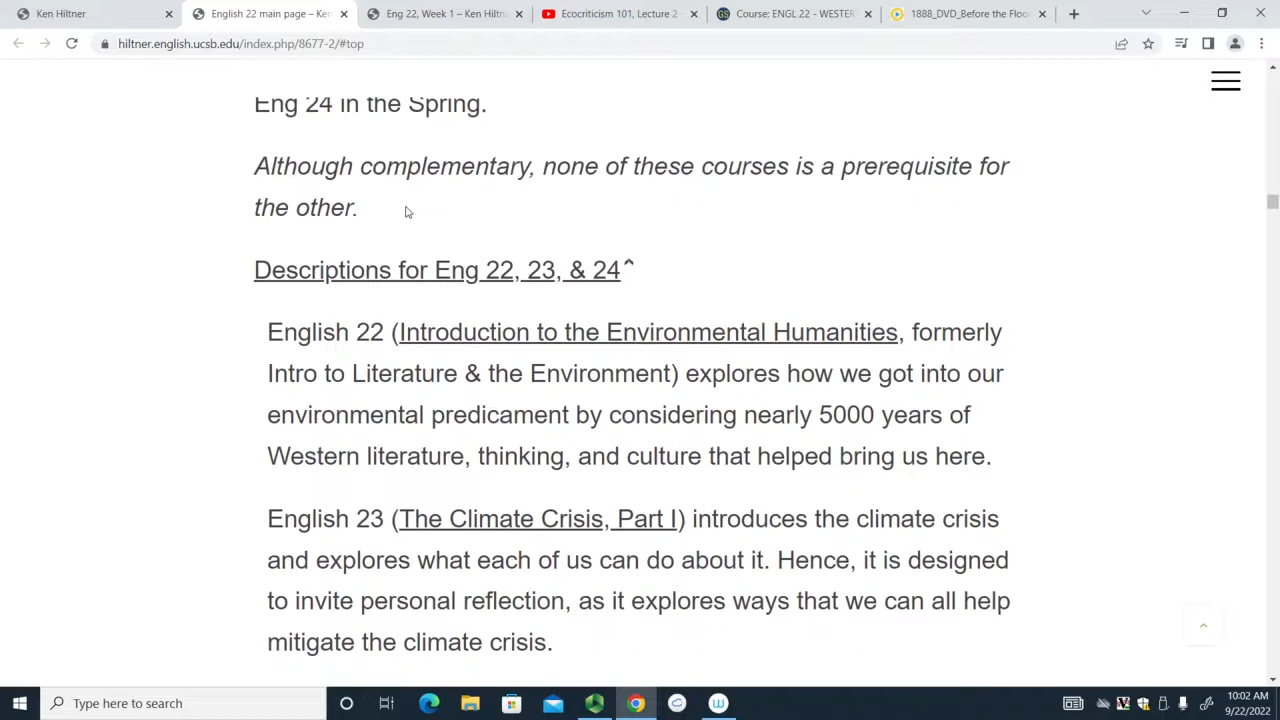 Ken Hiltner
English 22 main page – Ken
Eng 22, Week 1 – Ken Hiltn
Ecocriticism 101, Lecture 2
Course: ENGL 22 - WESTER
1888_DVD_Before the Floo
hiltner.english.ucsb.edu/index.php/8677-2/#top
Eng 24 in the Spring.
Although complementary, none of these courses is a prerequisite for
the other.
Descriptions for Eng 22, 23, & 24^
English 22 (Introduction to the Environmental Humanities, formerly
Intro to Literature & the Environment) explores how we got into our
environmental predicament by considering nearly 5000 years of
Western literature, thinking, and culture that helped bring us here.
English 23 (The Climate Crisis, Part I) introduces the climate crisis
and explores what each of us can do about it. Hence, it is designed
to invite personal reflection, as it explores ways that we can all help
mitigate the climate crisis.
Type here to search
10:02 AM
9/22/2022